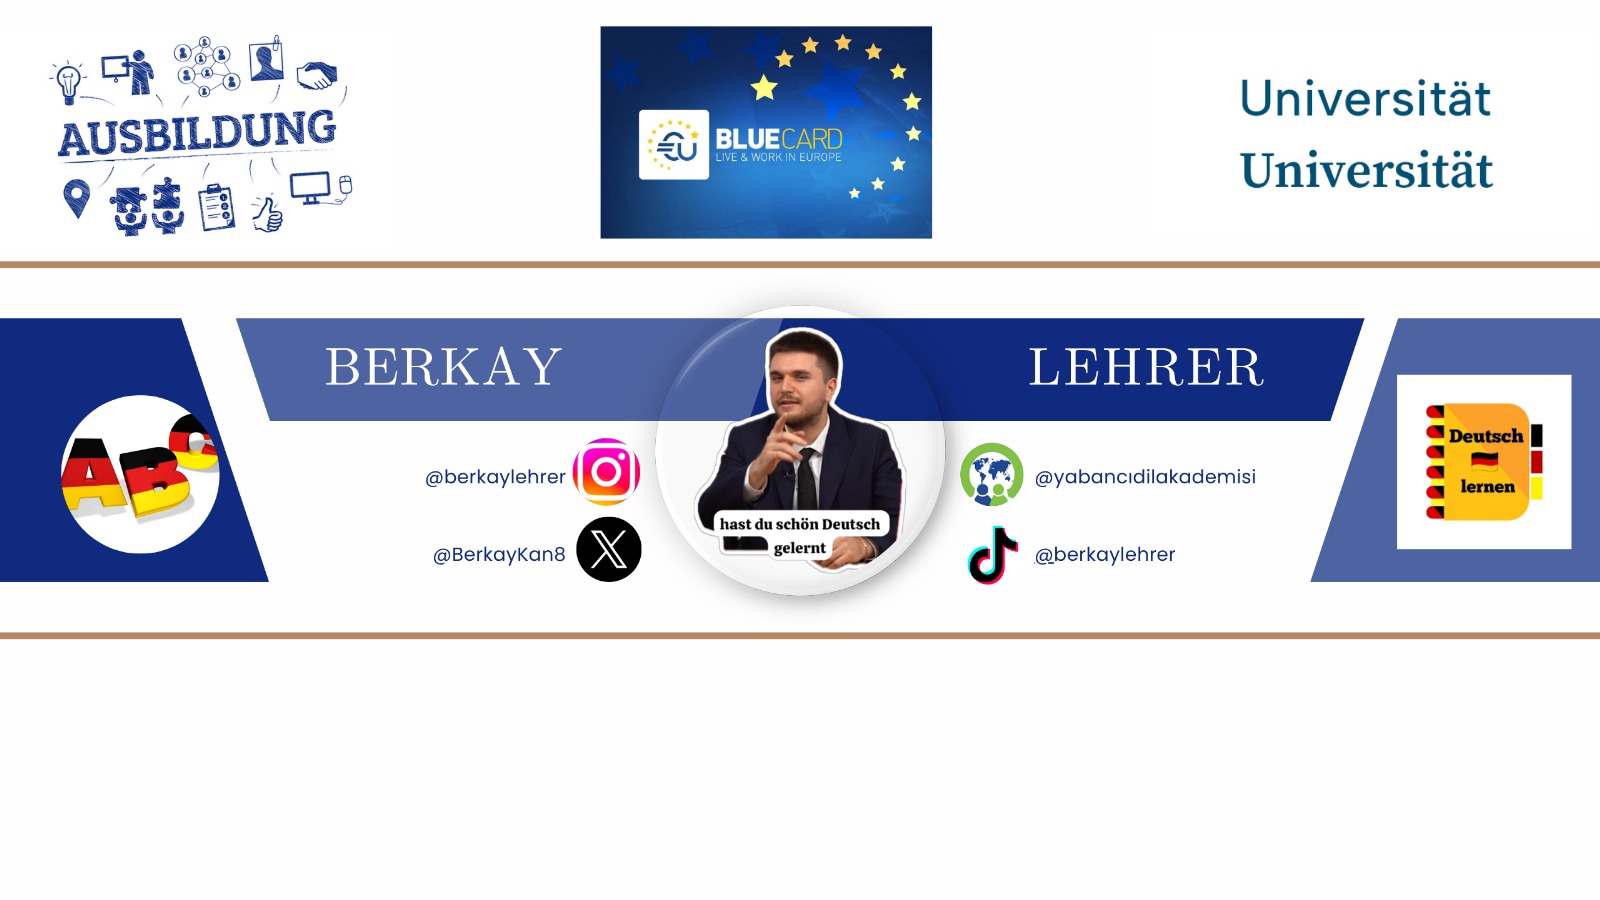 AUSBILDUNG
BLUECARD
LIVE & WORK IN EUROPE
Universität
Universität
BERKAY
LEHRER
ABC
@berkaylehrer
@BerkayKan8
hast du schön Deutsch
gelernt
@yabancıdilakademisi
@berkaylehrer
Deutsch
lernen